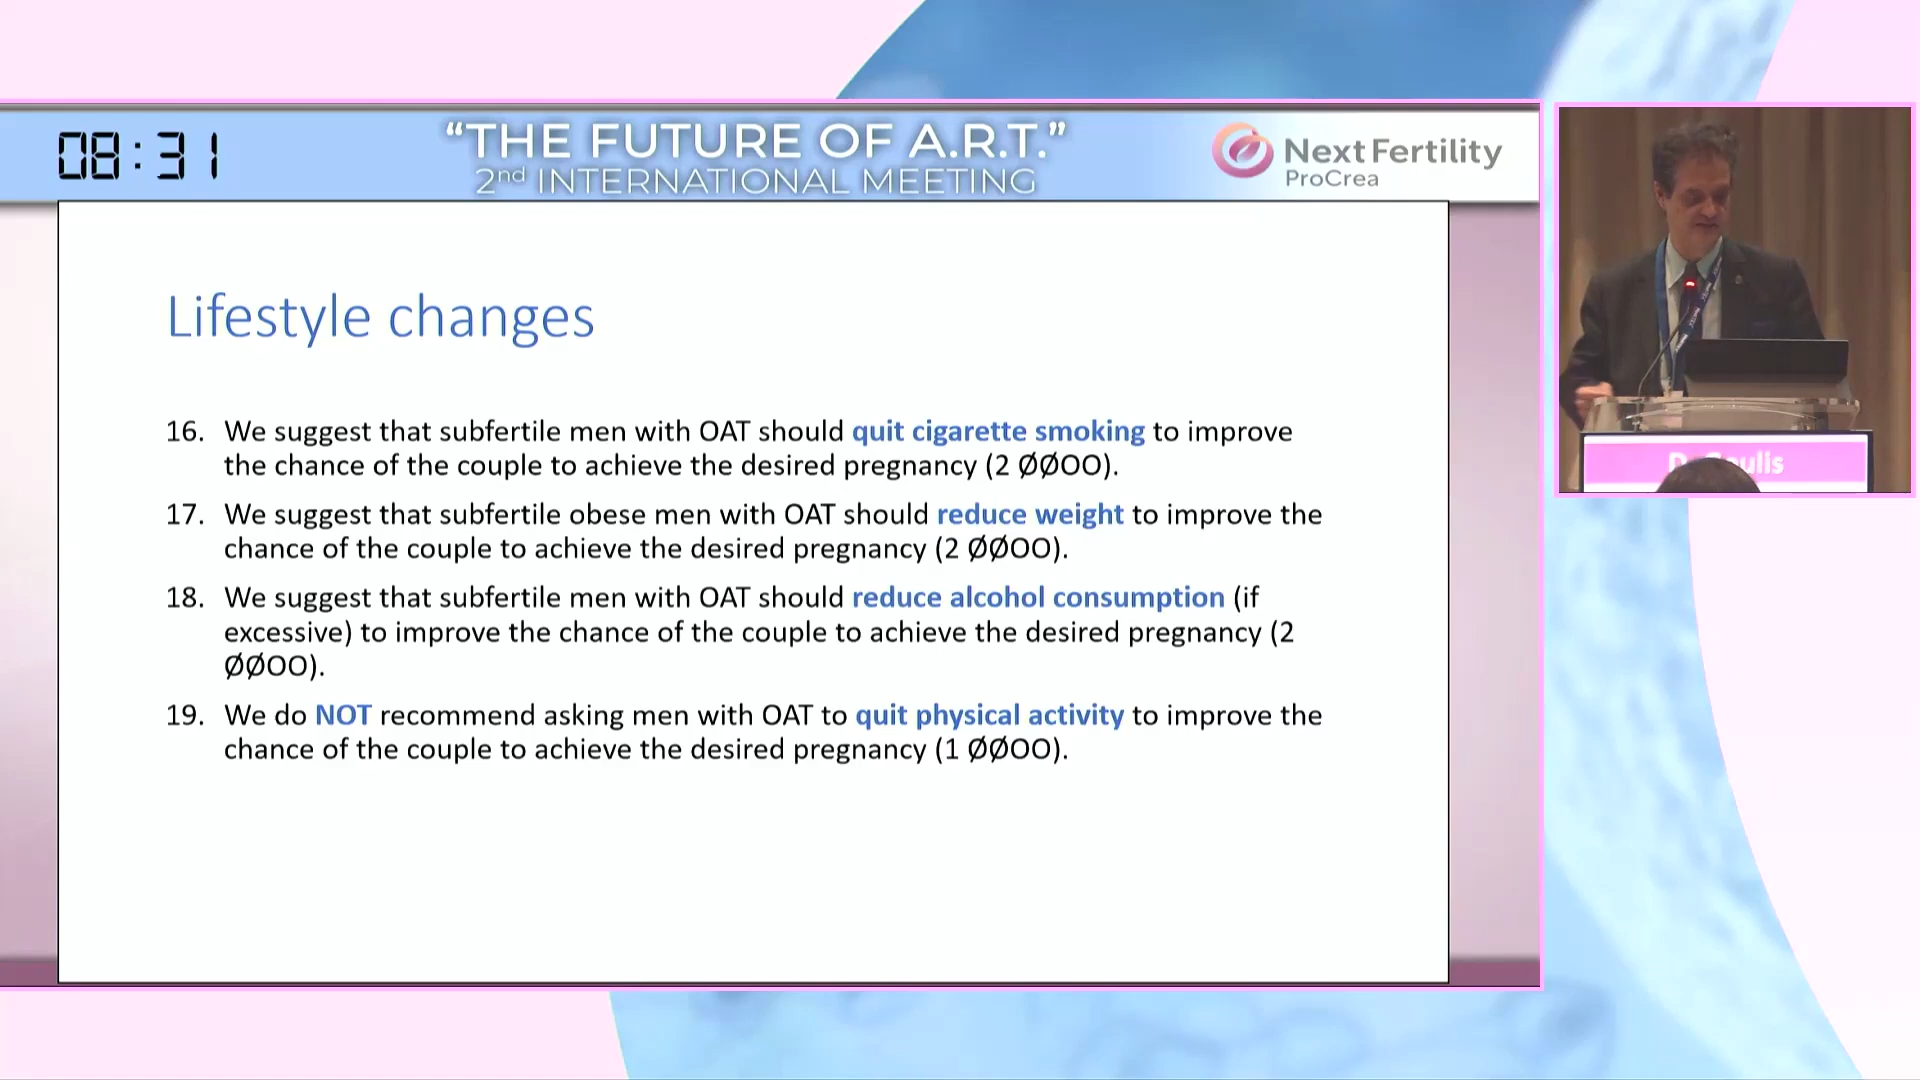 08:31
“THE FUTURE OF A.R.T.”
2nd INTERNATIONAL MEETING
Next Fertility
ProCrea
Lifestyle changes
16. We suggest that subfertile men with OAT should quit cigarette smoking to improve
the chance of the couple to achieve the desired pregnancy (2 ØØOO).
17. We suggest that subfertile obese men with OAT should reduce weight to improve the
chance of the couple to achieve the desired pregnancy (2 ØØOO).
18. We suggest that subfertile men with OAT should reduce alcohol consumption (if
excessive) to improve the chance of the couple to achieve the desired pregnancy (2
ØØOO).
19. We do NOT recommend asking men with OAT to quit physical activity to improve the
chance of the couple to achieve the desired pregnancy (1 ØØOO).